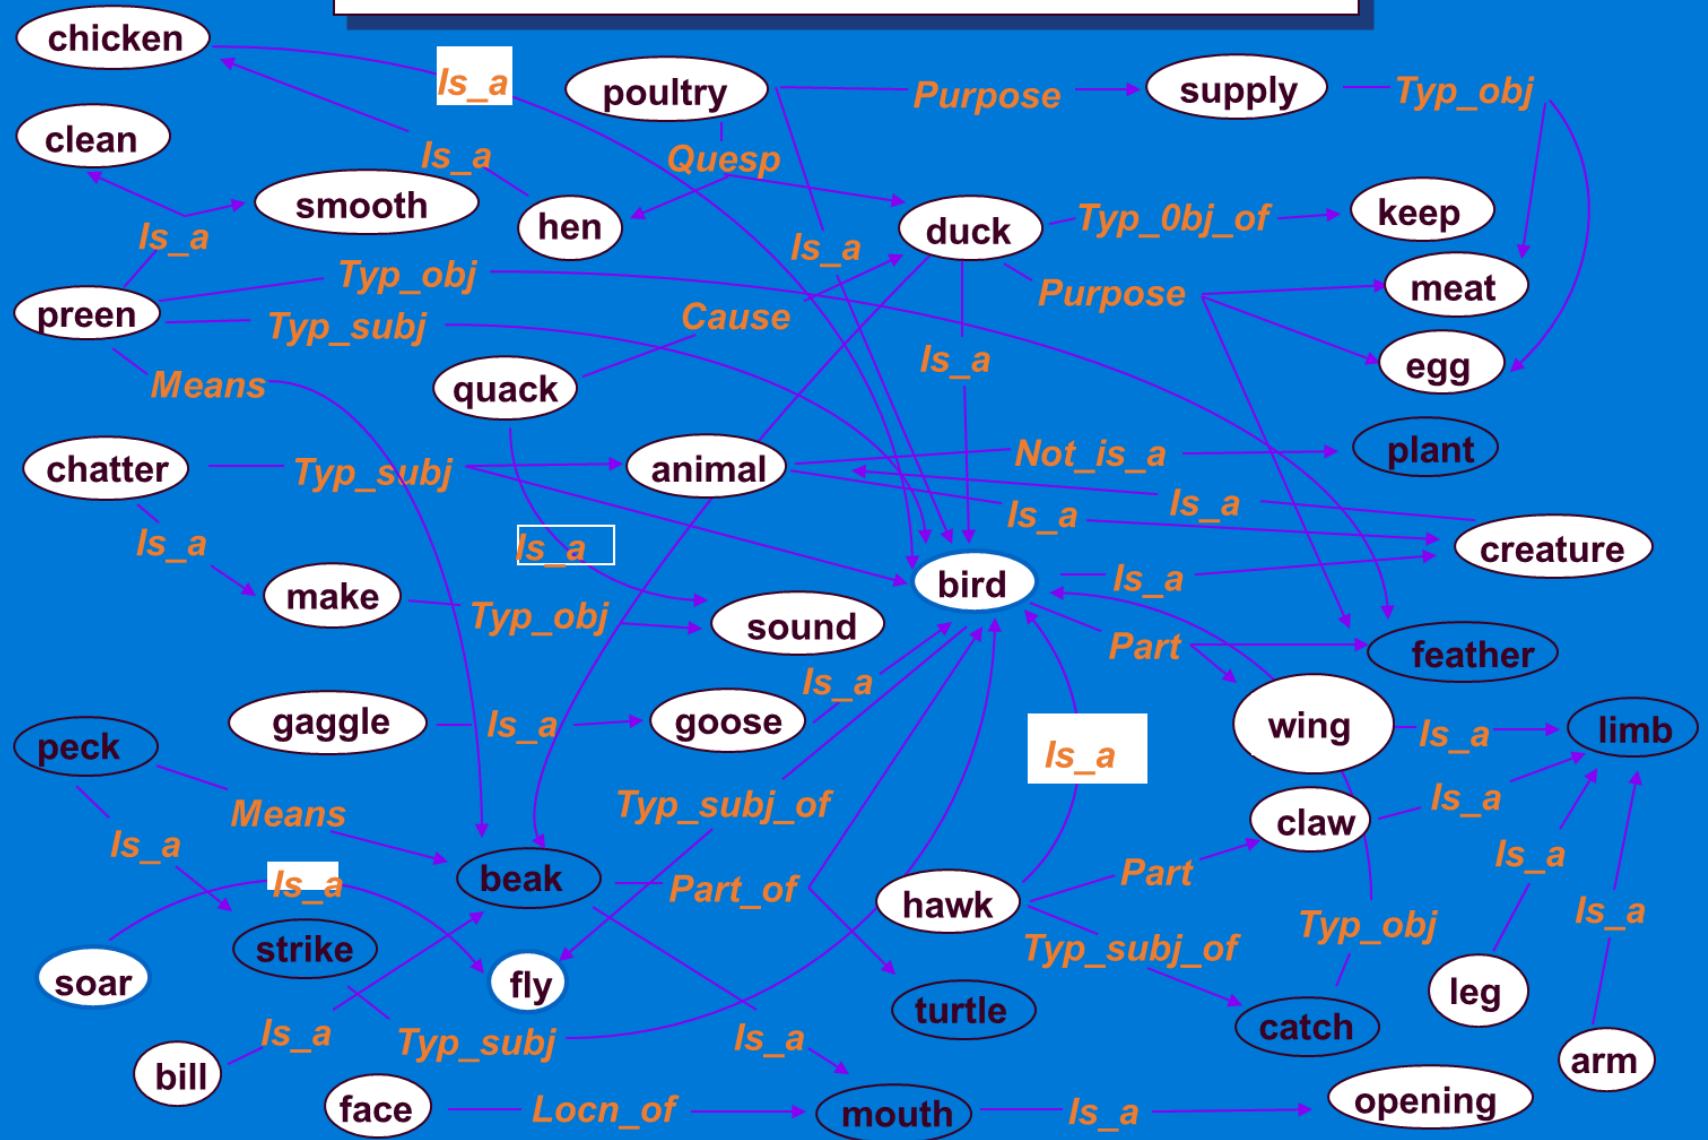 chicken
Is_a
poultry
Purpose
supply
Typ_obj
clean
Is_a
Quesp
smooth
hen
duck
Typ_0bj_of
keep
Is_a
Is_a
preen
Typ_obj
Typ_subj
Cause
Purpose
meat
Means
quack
Is_a
egg
chatter
Typ_subj
animal
Not_is_a
plant
Is_a
Is_a
Is_a
Is_a
creature
make
Typ_obj
sound
bird
Is_a
Part
feather
gaggle
Is_a
goose
Is_a
wing
Is_a
limb
peck
Means
Typ_subj_of
Is_a
claw
Is_a
Is_a
Is_a
beak
Part_of
hawk
Part
Is_a
Is_a
strike
Typ_subj_of
Typ_obj
soar
fly
turtle
catch
leg
Is_a
Typ_subj
Is_a
bill
arm
face
Locn_of
mouth
Is_a
opening